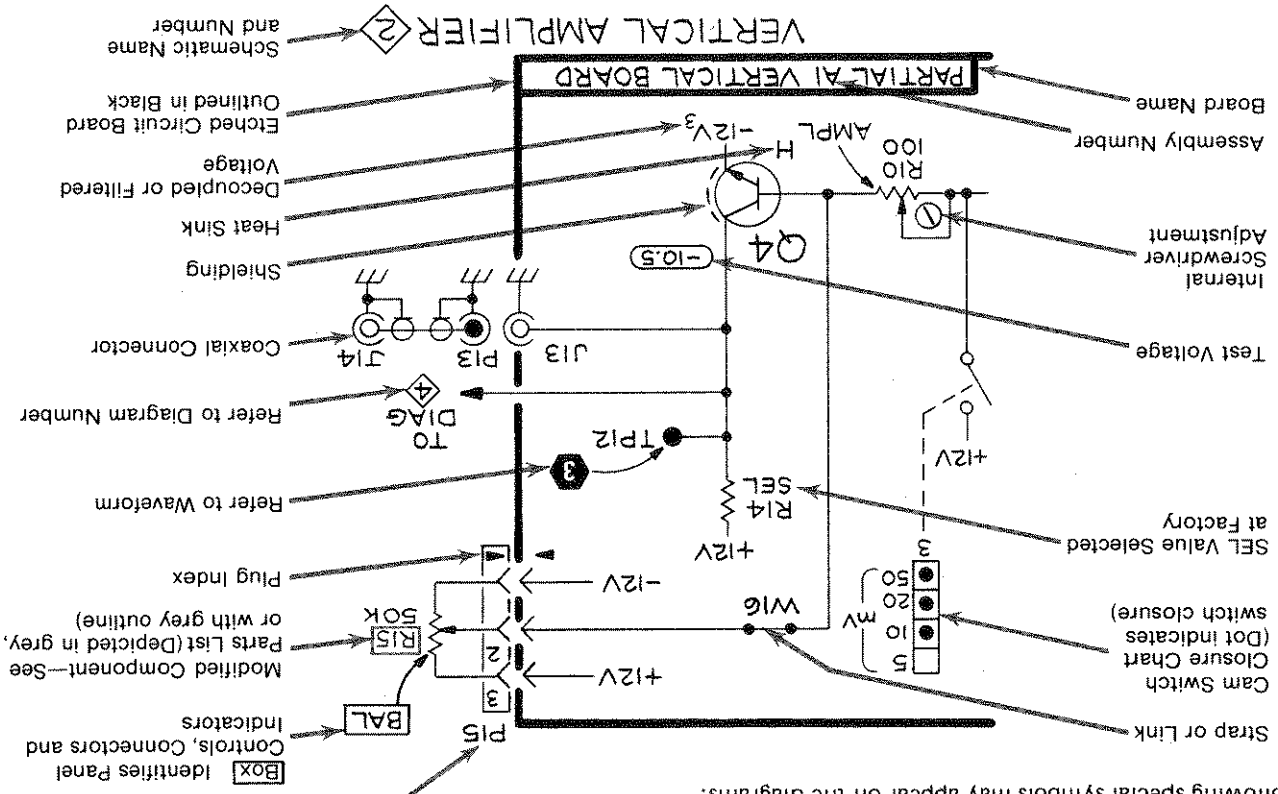 owing special symbols may appear on the diagrams.
Strap or Link
Cam Switch
Closure Chart
(Dot indicates
switch closure)
SEL Value Selected
at Factory
Test Voltage
Internal
Screwdriver
Adjustment
Assembly Number
Board Name
Box Identifies Panel
Controls, Connectors and
Indicators
Modified Component—See
Parts List (Depicted in grey,
or with grey outline)
Plug Index
Refer to Waveform
Refer to Diagram Number
Coaxial Connector
Shielding
Heat Sink
Decoupled or Filtered
Voltage
Etched Circuit Board
Outlined in Black
Schematic Name
and Number
P15
BAL
5
10
20
50
mV
3
+12V
W16
+12V
-12V
3
2
R15
50K
+12V
R14
SEL
TP12
3
TO
DIAG
4
J13
P13
J14
-10.5
Q4
R10
100
AMPL
H
-12V3
PARTIAL A1 VERTICAL BOARD
VERTICAL AMPLIFIER 2